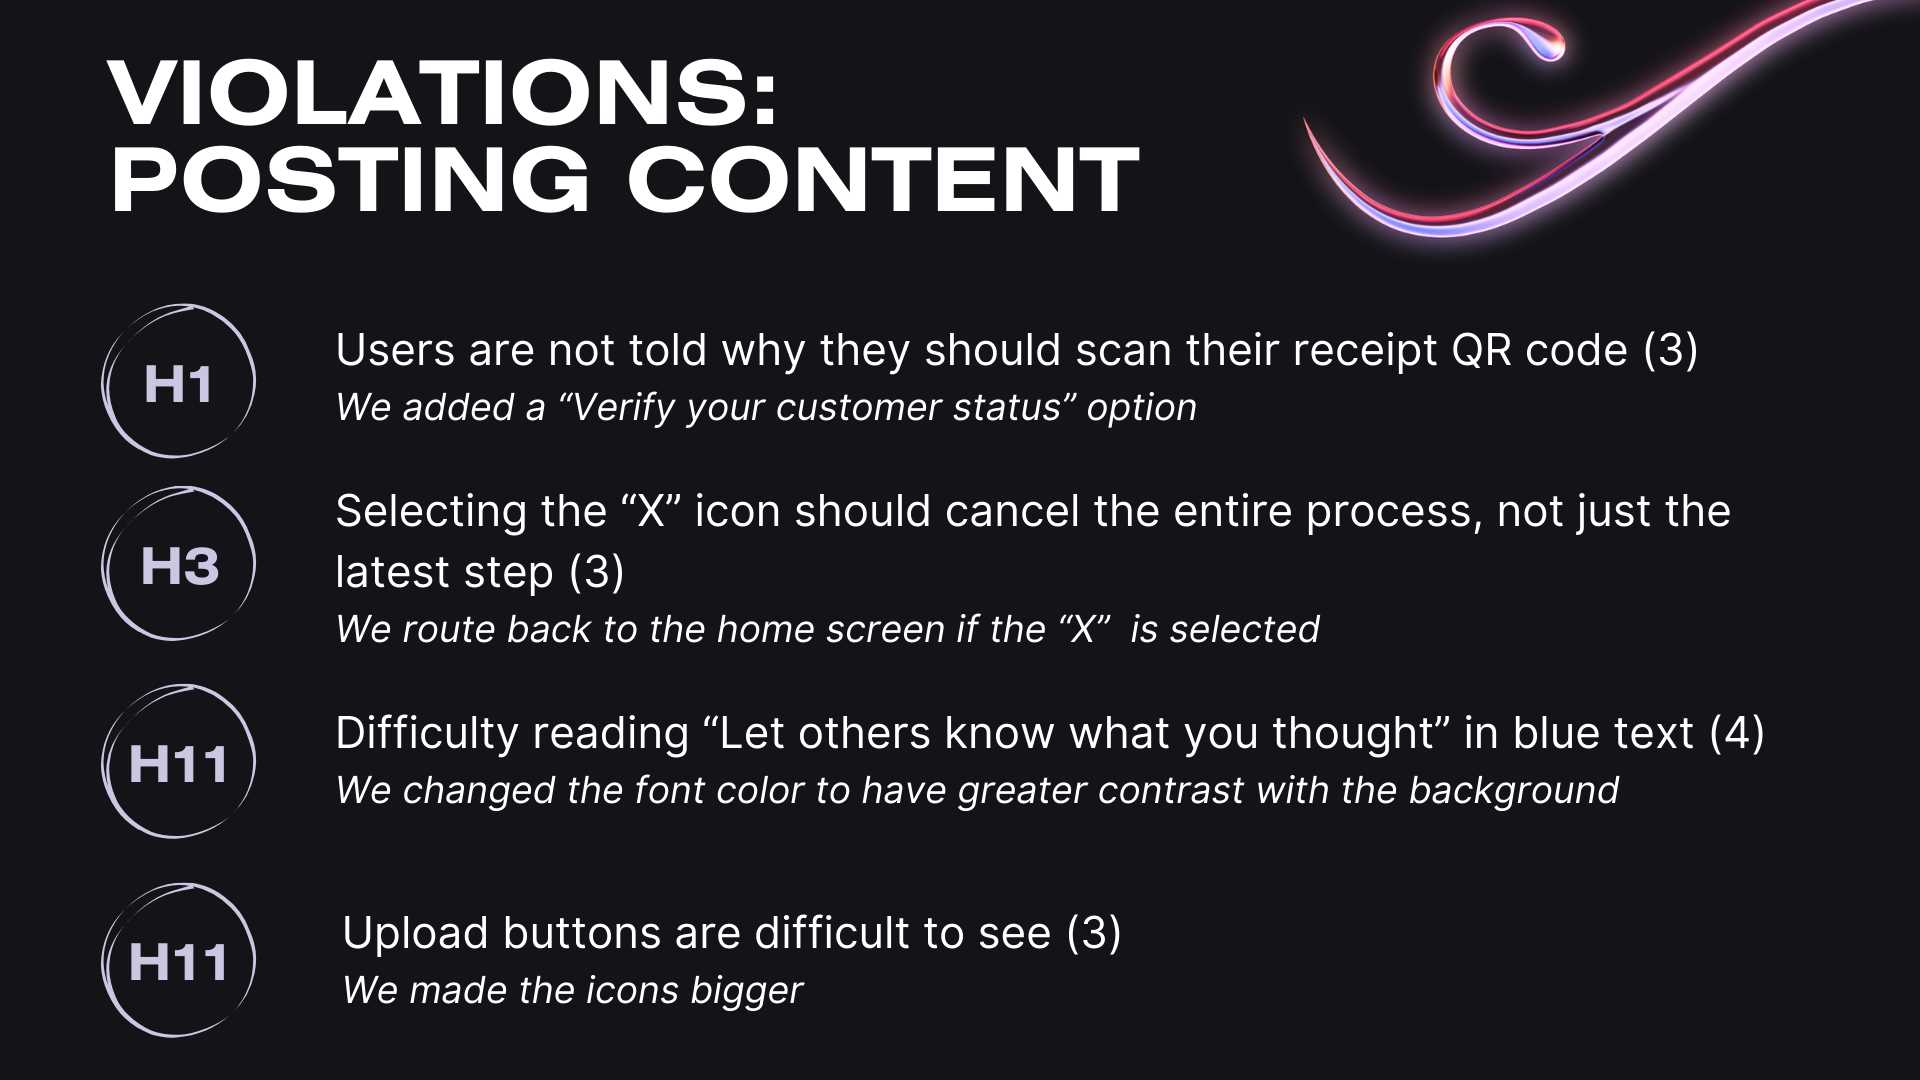 VIOLATIONS:
POSTING CONTENT
H1
Users are not told why they should scan their receipt QR code (3)
We added a “Verify your customer status” option
H3
Selecting the “X” icon should cancel the entire process, not just the
latest step (3)
We route back to the home screen if the “X”  is selected
H11
Difficulty reading “Let others know what you thought” in blue text (4)
We changed the font color to have greater contrast with the background
H11
Upload buttons are difficult to see (3)
We made the icons bigger